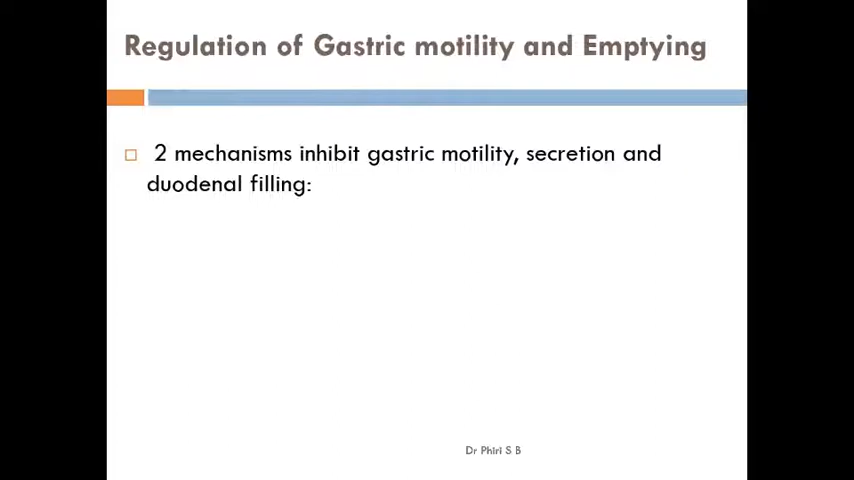 Regulation of Gastric motility and Emptying
2 mechanisms inhibit gastric motility, secretion and
duodenal filling:
Dr Phiri S B